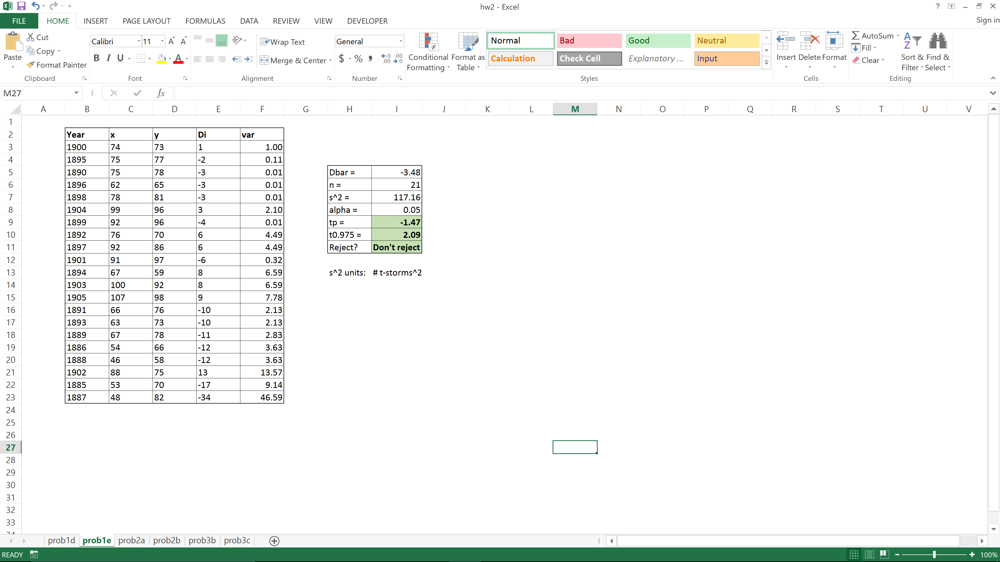 hw2 - Excel
?
Sign in
FILE HOME INSERT PAGE LAYOUT FORMULAS DATA REVIEW VIEW DEVELOPER
Paste Cut Copy Format Painter Clipboard
Calibri 11 A A B I U A Font
Wrap Text Merge & Center Alignment
General $ % , .0 .00 .00 .0 Number
Conditional Formatting Format as Table
Normal Bad Good Neutral
Calculation Check Cell Explanatory ... Input
Styles
Insert Delete Format Cells
AutoSum Fill Clear Sort & Filter Find & Select Editing
M27 fx
A B C D E F G H I J K L M N O P Q R S T U V
1
2 Year x y Di var
3 1900 74 73 1 1.00
4 1895 75 77 -2 0.11
5 1890 75 78 -3 0.01 Dbar = -3.48
6 1896 62 65 -3 0.01 n = 21
7 1898 78 81 -3 0.01 s^2 = 117.16
8 1904 99 96 3 2.10 alpha = 0.05
9 1899 92 96 -4 0.01 tp = -1.47
10 1892 76 70 6 4.49 t0.975 = 2.09
11 1897 92 86 6 4.49 Reject? Don't reject
12 1901 91 97 -6 0.32
13 1894 67 59 8 6.59 s^2 units: # t-storms^2
14 1903 100 92 8 6.59
15 1905 107 98 9 7.78
16 1891 66 76 -10 2.13
17 1893 63 73 -10 2.13
18 1889 67 78 -11 2.83
19 1886 54 66 -12 3.63
20 1888 46 58 -12 3.63
21 1902 88 75 13 13.57
22 1885 53 70 -17 9.14
23 1887 48 82 -34 46.59
24
25
26
27
28
29
30
31
32
33
prob1d prob1e prob2a prob2b prob3b prob3c
READY 100%